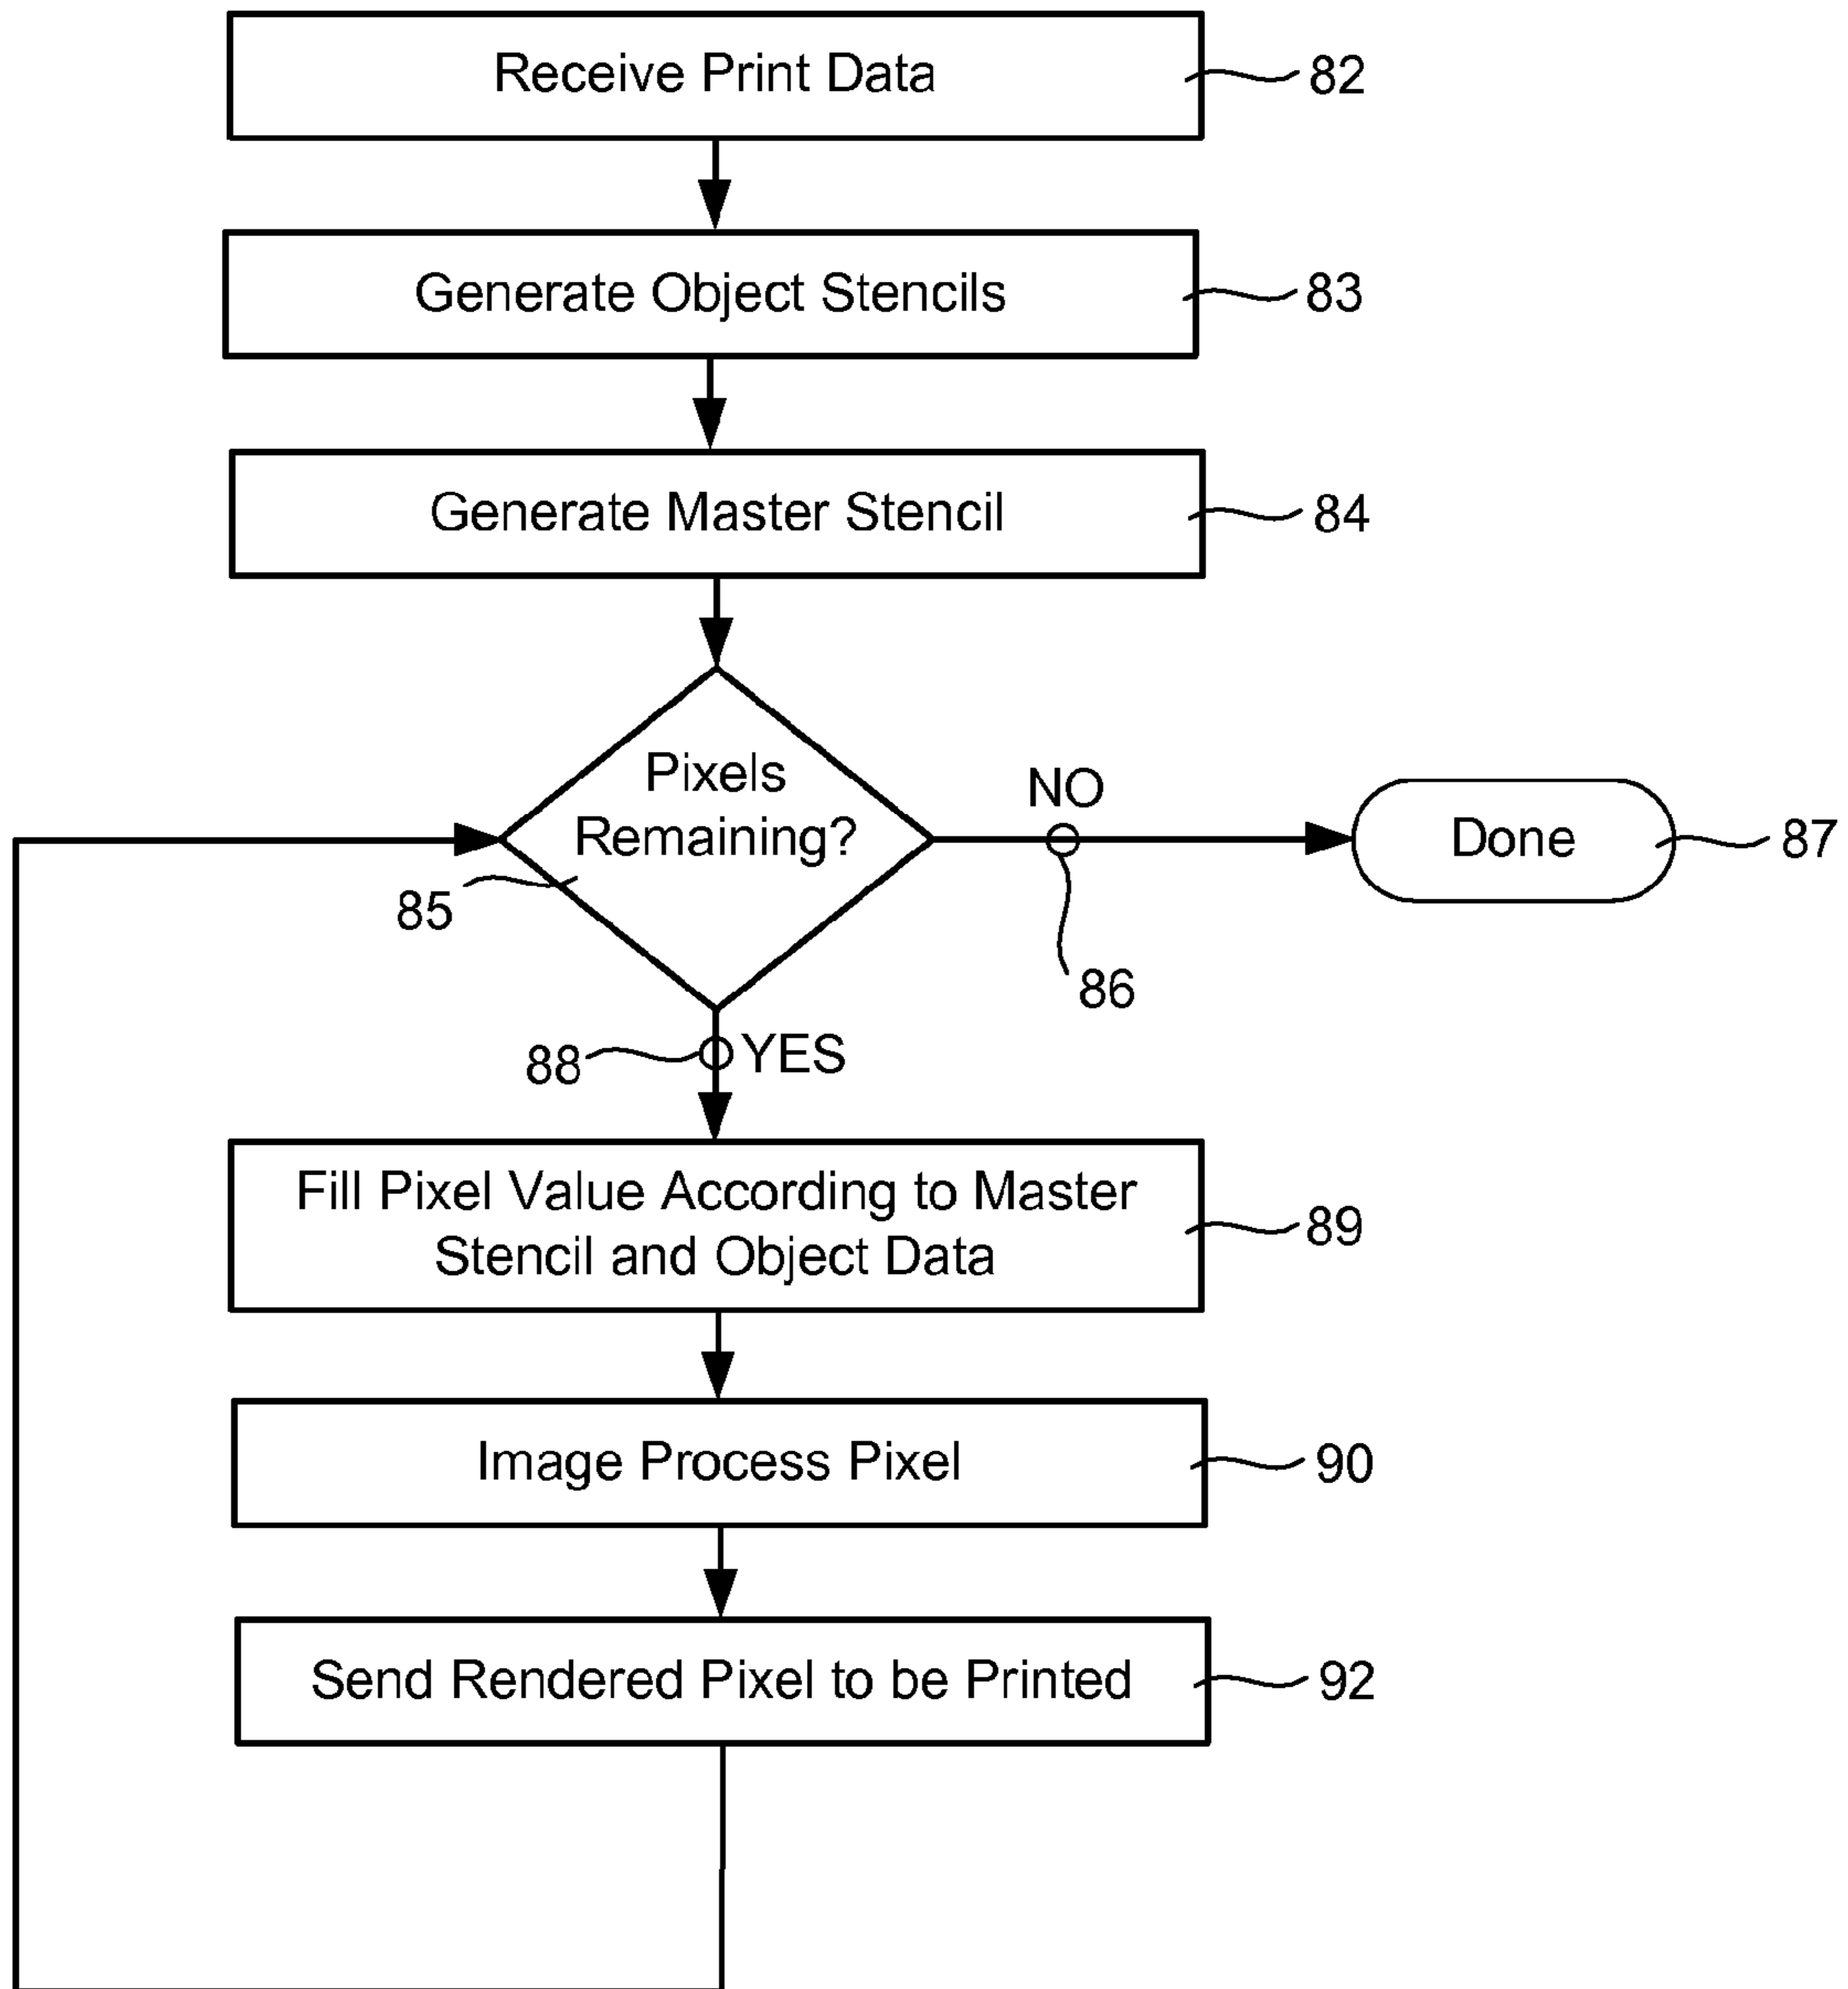 Receive Print Data
82
Generate Object Stencils
83
Generate Master Stencil
84
Pixels
Remaining?
85
NO
86
Done
87
88
YES
Fill Pixel Value According to Master
Stencil and Object Data
89
Image Process Pixel
90
Send Rendered Pixel to be Printed
92